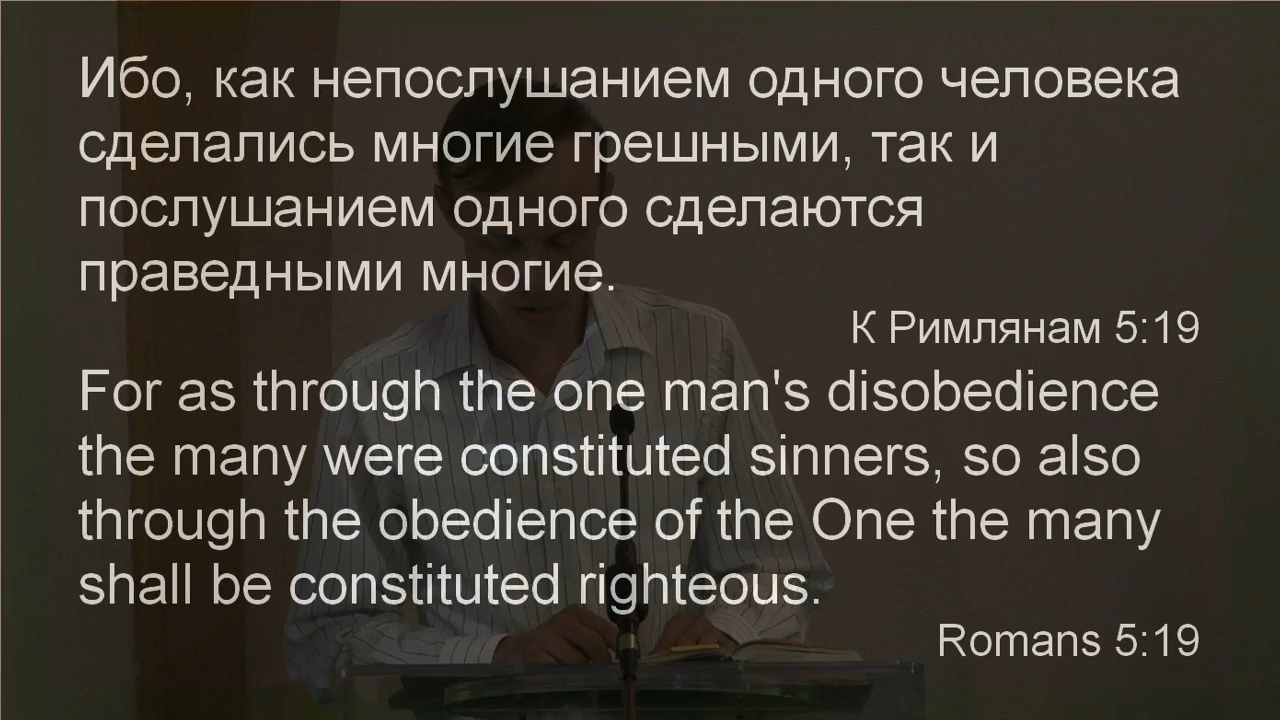 Ибо, как непослушанием одного человека
сделались многие грешными, так и
послушанием одного сделаются
праведными многие.
К Римлянам 5:19
For as through the one man's disobedience
the many were constituted sinners, so also
through the obedience of the One the many
shall be constituted righteous.
Romans 5:19